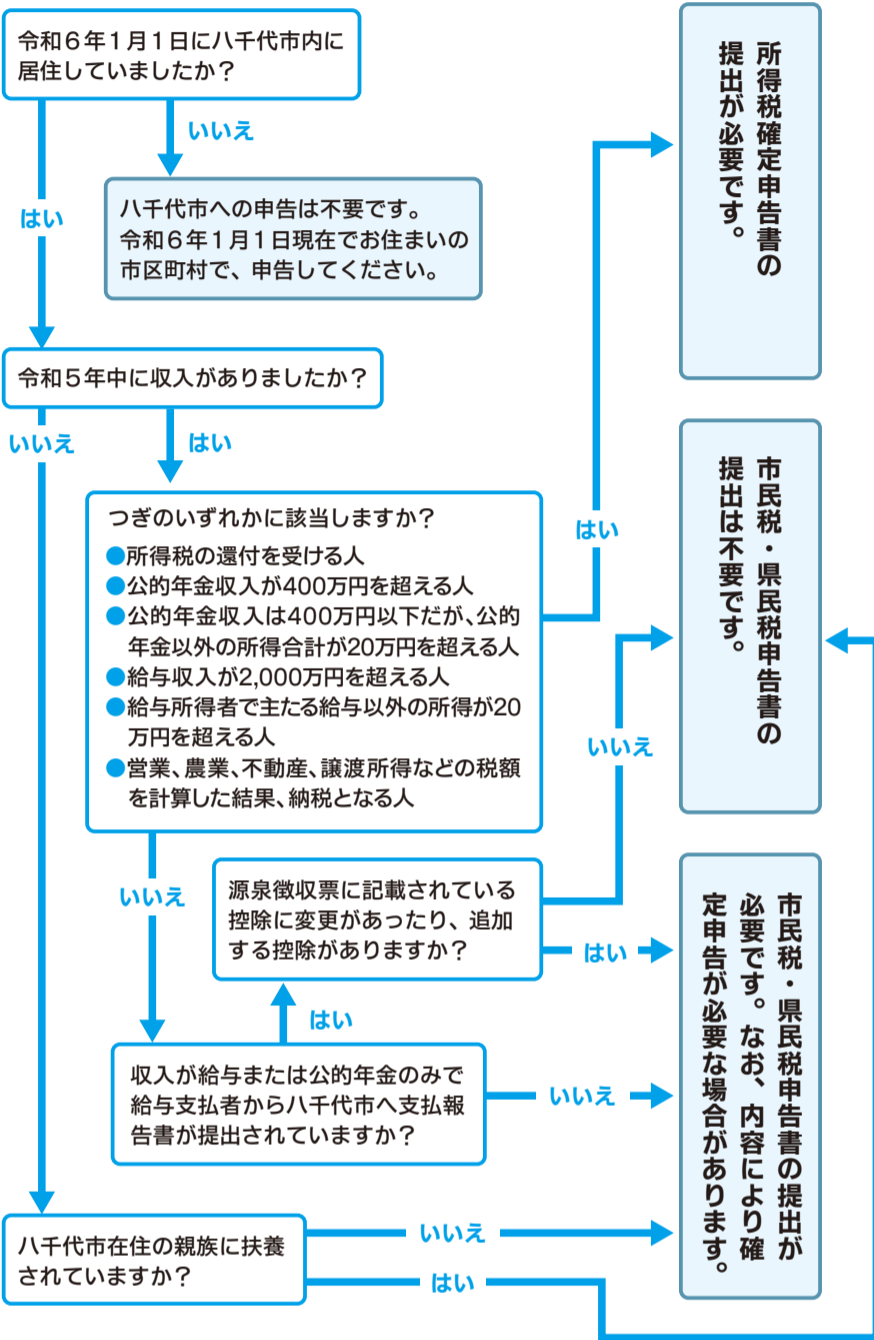 令和6年1月1日に八千代市内に
居住していましたか？
いいえ
はい
八千代市への申告は不要です。
令和6年1月1日現在でお住まいの
市区町村で、申告してください。
令和5年中に収入がありましたか？
いいえ
はい
つぎのいずれかに該当しますか？
●所得税の還付を受ける人
●公的年金収入が400万円を超える人
●公的年金収入は400万円以下だが、公的
年金以外の所得合計が20万円を超える人
●給与収入が2,000万円を超える人
●給与所得者で主たる給与以外の所得が20
万円を超える人
●営業、農業、不動産、譲渡所得などの税額
を計算した結果、納税となる人
はい
いいえ
源泉徴収票に記載されている
控除に変更があったり、追加
する控除がありますか？
いいえ
はい
はい
収入が給与または公的年金のみで
給与支払者から八千代市へ支払報
告書が提出されていますか？
いいえ
八千代市在住の親族に扶養
されていますか？
いいえ
はい
所得税確定申告書の
提出が必要です。
市民税・県民税申告書の
提出は不要です。
市民税・県民税申告書の提出が
必要です。なお、内容により確
定申告が必要な場合があります。